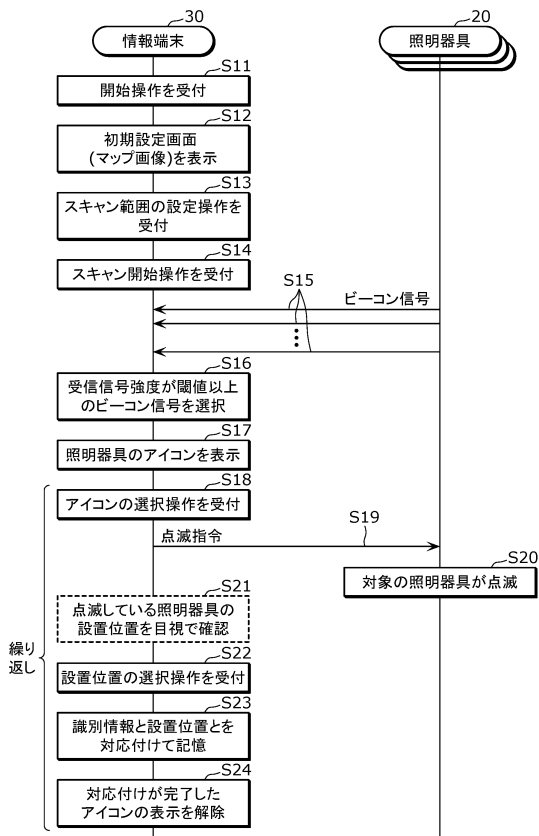 30
情報端末
20
照明器具
S11
開始操作を受付
S12
初期設定画面
(マップ画像)を表示
S13
スキャン範囲の設定操作を
受付
S14
スキャン開始操作を受付
S15
ビーコン信号
S16
受信信号強度が閾値以上
のビーコン信号を選択
S17
照明器具のアイコンを表示
S18
アイコンの選択操作を受付
S19
点滅指令
S20
対象の照明器具が点滅
S21
点滅している照明器具の
設置位置を目視で確認
繰り
返し
S22
設置位置の選択操作を受付
S23
識別情報と設置位置とを
対応付けて記憶
S24
対応付けが完了した
アイコンの表示を解除